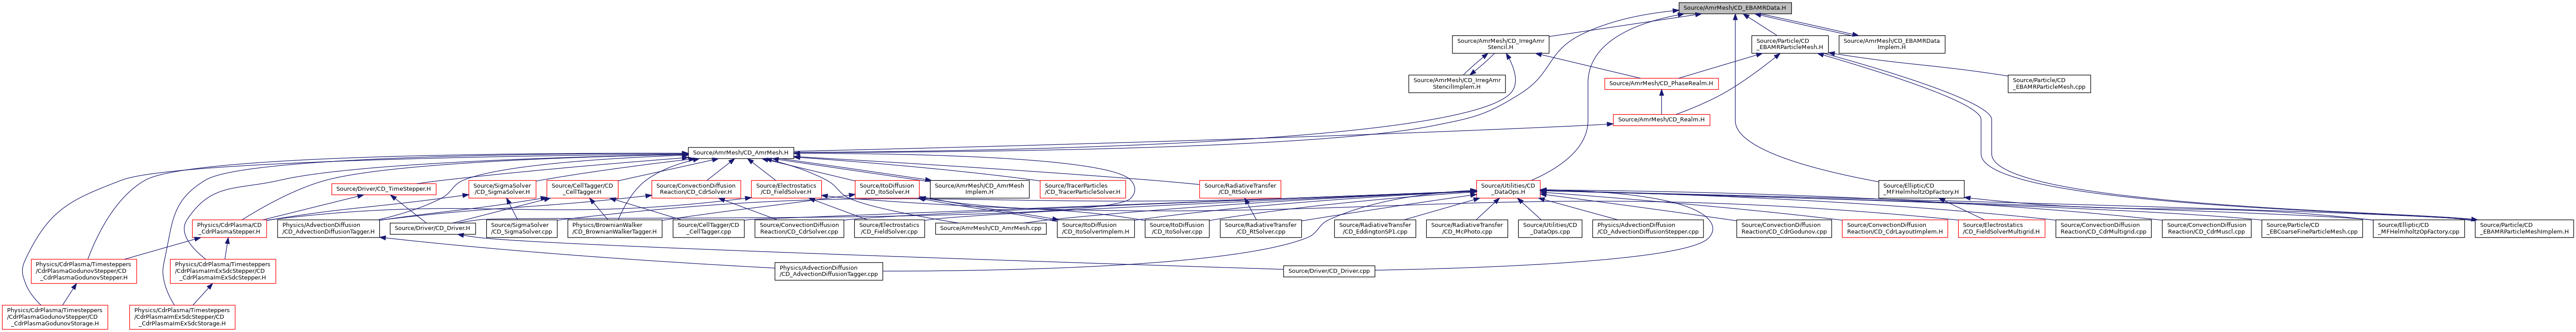 Source/AmrMesh/CD_EBAMRData.H
Source/AmrMesh/CD_IrregAmr
Stencil.H
Source/Particle/CD
_EBAMRParticleMesh.H
Source/AmrMesh/CD_EBAMRData
Implem.H
Source/AmrMesh/CD_IrregAmr
StencilImplem.H
Source/AmrMesh/CD_PhaseRealm.H
Source/Particle/CD
_EBAMRParticleMesh.cpp
Source/AmrMesh/CD_Realm.H
Source/AmrMesh/CD_AmrMesh.H
Source/Driver/CD_TimeStepper.H
Source/SigmaSolver
/CD_SigmaSolver.H
Source/CellTagger/CD
_CellTagger.H
Source/ConvectionDiffusion
Reaction/CD_CdrSolver.H
Source/Electrostatics
/CD_FieldSolver.H
Source/ItoDiffusion
/CD_ItoSolver.H
Source/AmrMesh/CD_AmrMesh
Implem.H
Source/TracerParticles
/CD_TracerParticleSolver.H
Source/RadiativeTransfer
/CD_RtSolver.H
Source/Utilities/CD
_DataOps.H
Source/Elliptic/CD
_MFHelmholtzOpFactory.H
Physics/CdrPlasma/CD
_CdrPlasmaStepper.H
Physics/AdvectionDiffusion
/CD_AdvectionDiffusionTagger.H
Source/Driver/CD_Driver.H
Source/SigmaSolver
/CD_SigmaSolver.cpp
Physics/BrownianWalker
/CD_BrownianWalkerTagger.H
Source/CellTagger/CD
_CellTagger.cpp
Source/ConvectionDiffusion
Reaction/CD_CdrSolver.cpp
Source/Electrostatics
/CD_FieldSolver.cpp
Source/AmrMesh/CD_AmrMesh.cpp
Source/ItoDiffusion
/CD_ItoSolverImplem.H
Source/ItoDiffusion
/CD_ItoSolver.cpp
Source/RadiativeTransfer
/CD_RtSolver.cpp
Source/RadiativeTransfer
/CD_EddingtonSP1.cpp
Source/RadiativeTransfer
/CD_McPhoto.cpp
Source/Utilities/CD
_DataOps.cpp
Physics/AdvectionDiffusion
/CD_AdvectionDiffusionStepper.cpp
Source/ConvectionDiffusion
Reaction/CD_CdrGodunov.cpp
Source/ConvectionDiffusion
Reaction/CD_CdrLayoutImplem.H
Source/Electrostatics
/CD_FieldSolverMultigrid.H
Source/ConvectionDiffusion
Reaction/CD_CdrMultigrid.cpp
Source/ConvectionDiffusion
Reaction/CD_CdrMuscl.cpp
Source/Particle/CD
_EBCoarseFineParticleMesh.cpp
Source/Elliptic/CD
_MFHelmholtzOpFactory.cpp
Source/Particle/CD
_EBAMRParticleMeshImplem.H
Physics/CdrPlasma/Timesteppers
/CdrPlasmaGodunovStepper/CD
_CdrPlasmaGodunovStepper.H
Physics/CdrPlasma/Timesteppers
/CdrPlasmaImExSdcStepper/CD
_CdrPlasmaImExSdcStepper.H
Physics/AdvectionDiffusion
/CD_AdvectionDiffusionTagger.cpp
Source/Driver/CD_Driver.cpp
Physics/CdrPlasma/Timesteppers
/CdrPlasmaGodunovStepper/CD
_CdrPlasmaGodunovStorage.H
Physics/CdrPlasma/Timesteppers
/CdrPlasmaImExSdcStepper/CD
_CdrPlasmaImExSdcStorage.H